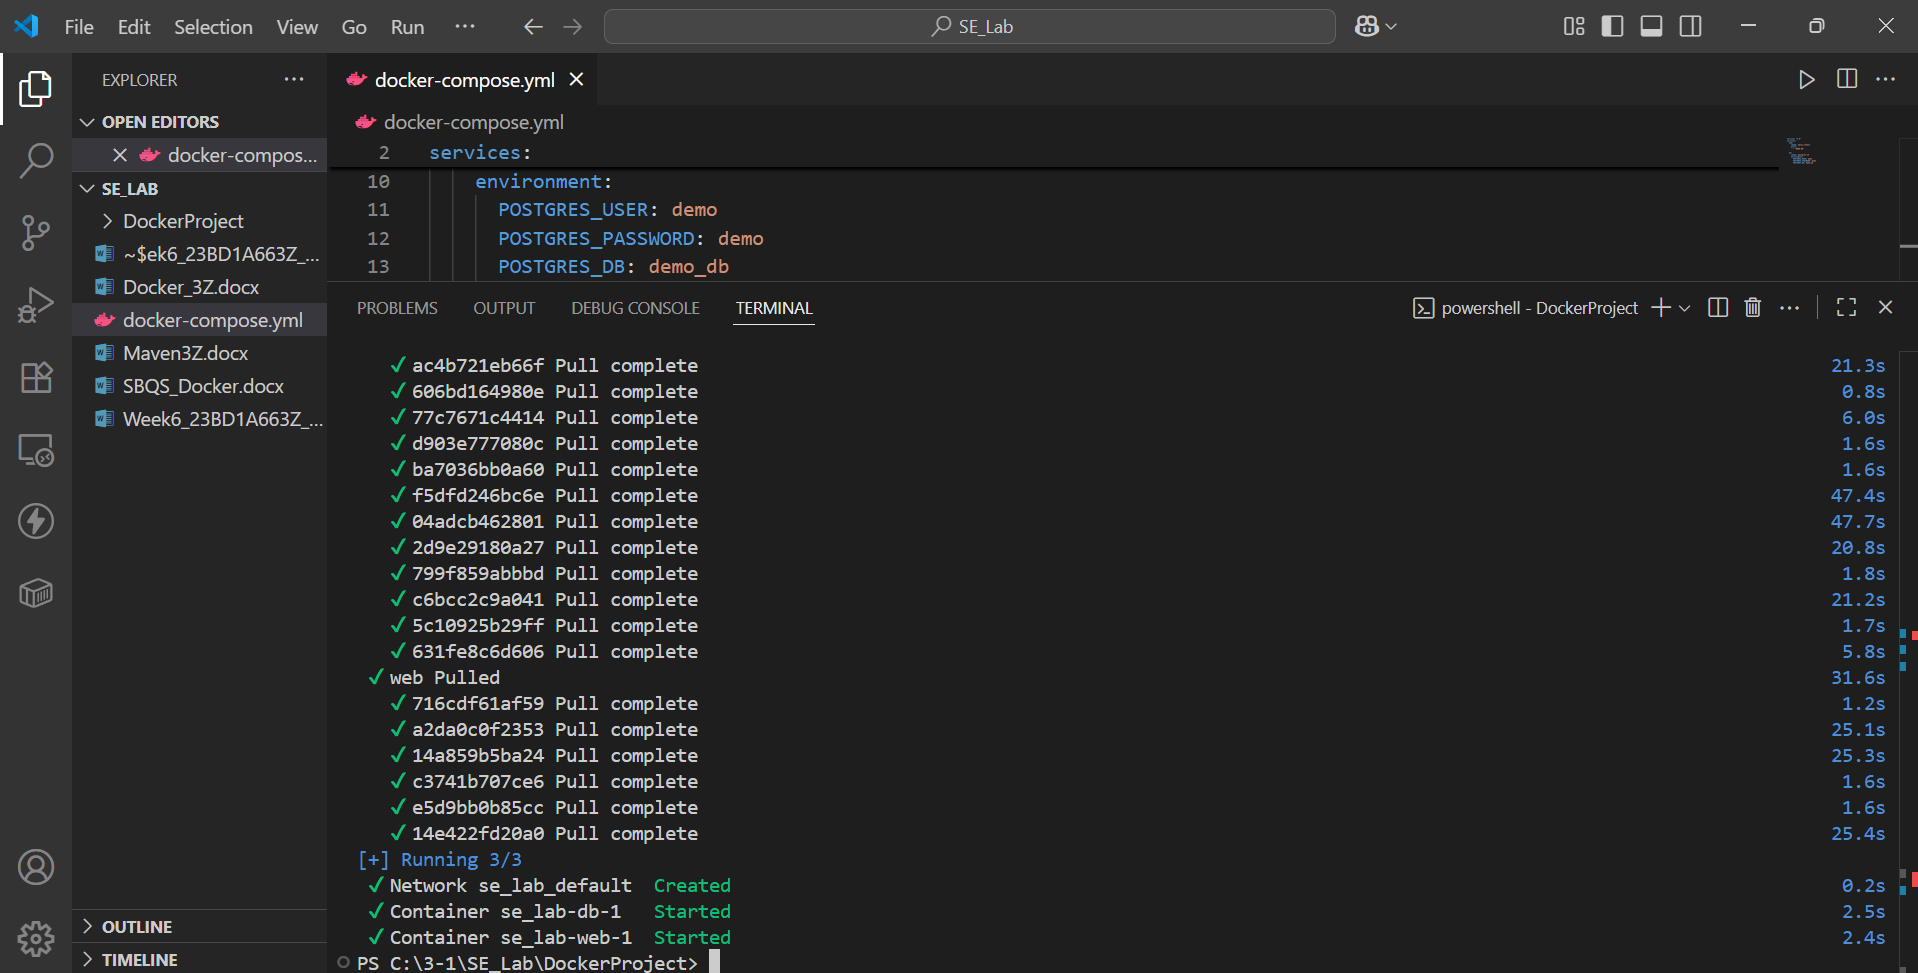 File Edit Selection View Go Run ··· SE_Lab
EXPLORER ···
OPEN EDITORS
docker-compos...
SE_LAB
DockerProject
~$ek6_23BD1A663Z_...
Docker_3Z.docx
docker-compose.yml
Maven3Z.docx
SBQS_Docker.docx
Week6_23BD1A663Z_...
OUTLINE
TIMELINE
docker-compose.yml
docker-compose.yml
2 services:
10 environment:
11 POSTGRES_USER: demo
12 POSTGRES_PASSWORD: demo
13 POSTGRES_DB: demo_db
PROBLEMS OUTPUT DEBUG CONSOLE TERMINAL powershell - DockerProject
✓ ac4b721eb66f Pull complete 21.3s
✓ 606bd164980e Pull complete 0.8s
✓ 77c7671c4414 Pull complete 6.0s
✓ d903e777080c Pull complete 1.6s
✓ ba7036bb0a60 Pull complete 1.6s
✓ f5dfd246bc6e Pull complete 47.4s
✓ 04adcb462801 Pull complete 47.7s
✓ 2d9e29180a27 Pull complete 20.8s
✓ 799f859abbbd Pull complete 1.8s
✓ c6bcc2c9a041 Pull complete 21.2s
✓ 5c10925b29ff Pull complete 1.7s
✓ 631fe8c6d606 Pull complete 5.8s
✓ web Pulled 31.6s
✓ 716cdf61af59 Pull complete 1.2s
✓ a2da0c0f2353 Pull complete 25.1s
✓ 14a859b5ba24 Pull complete 25.3s
✓ c3741b707ce6 Pull complete 1.6s
✓ e5d9bb0b85cc Pull complete 1.6s
✓ 14e422fd20a0 Pull complete 25.4s
[+] Running 3/3
✓ Network se_lab_default Created 0.2s
✓ Container se_lab-db-1 Started 2.5s
✓ Container se_lab-web-1 Started 2.4s
PS C:\3-1\SE_Lab\DockerProject>